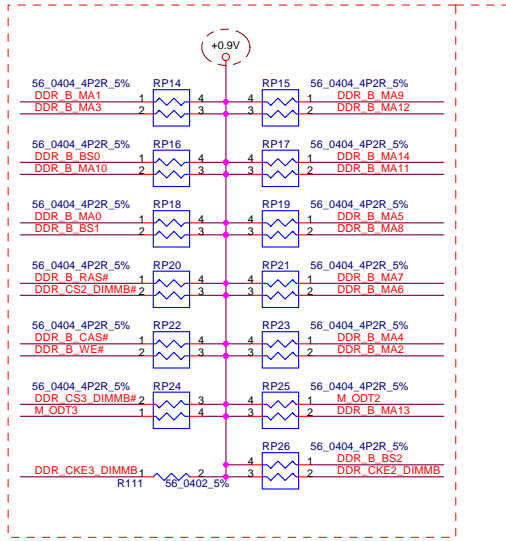 +0.9V
56_0404_4P2R_5% RP14 RP15 56_0404_4P2R_5%
DDR_B_MA1 1 4 4 1 DDR_B_MA9
DDR_B_MA3 2 3 3 2 DDR_B_MA12
56_0404_4P2R_5% RP16 RP17 56_0404_4P2R_5%
DDR_B_BS0 1 4 4 1 DDR_B_MA14
DDR_B_MA10 2 3 3 2 DDR_B_MA11
56_0404_4P2R_5% RP18 RP19 56_0404_4P2R_5%
DDR_B_MA0 1 4 4 1 DDR_B_MA5
DDR_B_BS1 2 3 3 2 DDR_B_MA8
56_0404_4P2R_5% RP20 RP21 56_0404_4P2R_5%
DDR_B_RAS# 1 4 4 1 DDR_B_MA7
DDR_CS2_DIMMB# 2 3 3 2 DDR_B_MA6
56_0404_4P2R_5% RP22 RP23 56_0404_4P2R_5%
DDR_B_CAS# 1 4 4 1 DDR_B_MA4
DDR_B_WE# 2 3 3 2 DDR_B_MA2
56_0404_4P2R_5% RP24 RP25 56_0404_4P2R_5%
DDR_CS3_DIMMB# 2 3 4 1 M_ODT2
M_ODT3 1 4 3 2 DDR_B_MA13
RP26 56_0404_4P2R_5%
4 1 DDR_B_BS2
DDR_CKE3_DIMMB 1 2 3 2 DDR_CKE2_DIMMB
R111 56_0402_5%